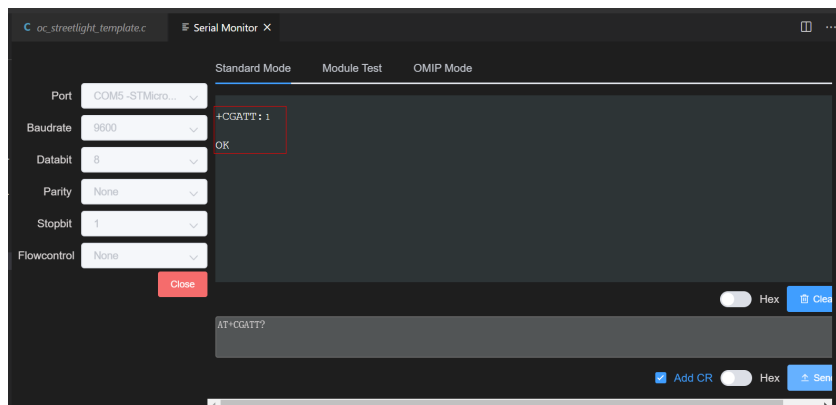 C oc_streetlight_template.c
Serial Monitor ×
Standard Mode Module Test OMIP Mode
Port COM5 -STMicro...
Baudrate 9600
Databit 8
Parity None
Stopbit 1
Flowcontrol None
Close
+CGATT:1
OK
Hex Clea
AT+CGATT?
Add CR Hex Sen